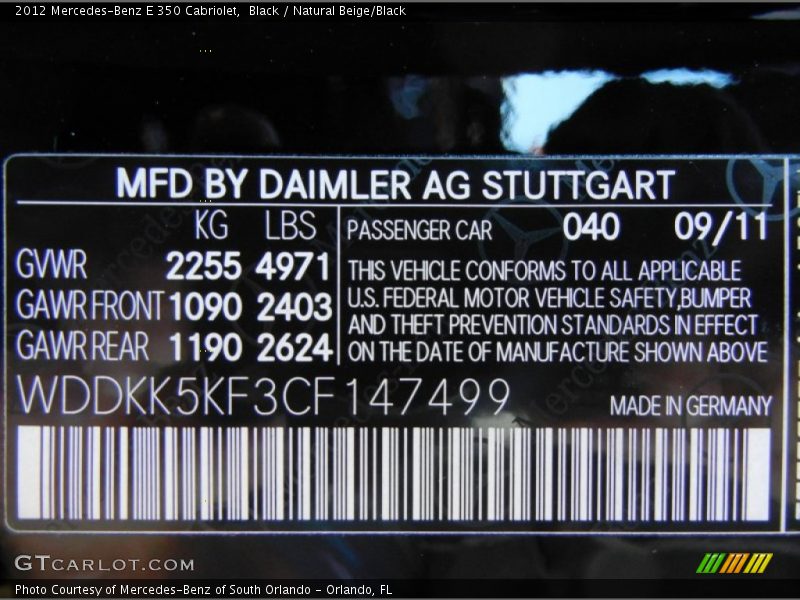 2012 Mercedes-Benz E 350 Cabriolet, Black / Natural Beige/Black
MFD BY DAIMLER AG STUTTGART
KG LBS
GVWR 2255 4971
GAWR FRONT 1090 2403
GAWR REAR 1190 2624
PASSENGER CAR 040 09/11
THIS VEHICLE CONFORMS TO ALL APPLICABLE
U.S. FEDERAL MOTOR VEHICLE SAFETY,BUMPER
AND THEFT PREVENTION STANDARDS IN EFFECT
ON THE DATE OF MANUFACTURE SHOWN ABOVE
WDDKK5KF3CF147499
MADE IN GERMANY
GTCARLOT.COM
Photo Courtesy of Mercedes-Benz of South Orlando - Orlando, FL